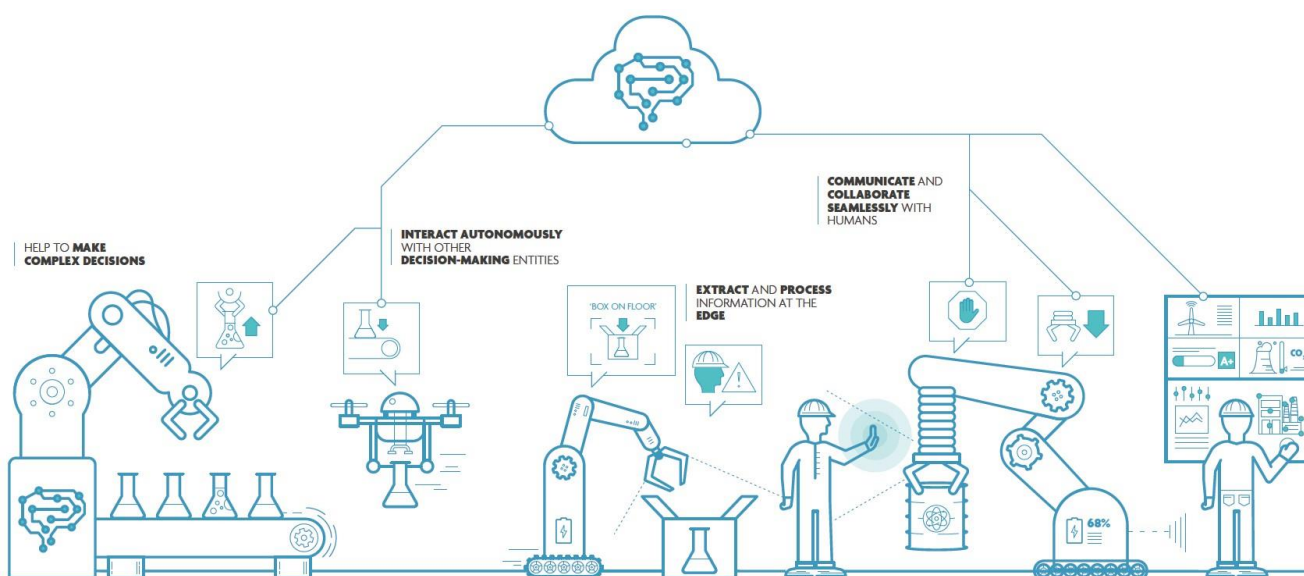 HELP TO MAKE
COMPLEX DECISIONS
INTERACT AUTONOMOUSLY
WITH OTHER
DECISION-MAKING ENTITIES
'BOX ON FLOOR'
EXTRACT AND PROCESS
INFORMATION AT THE
EDGE
COMMUNICATE AND
COLLABORATE
SEAMLESSLY WITH
HUMANS
A+
CO₂
68%